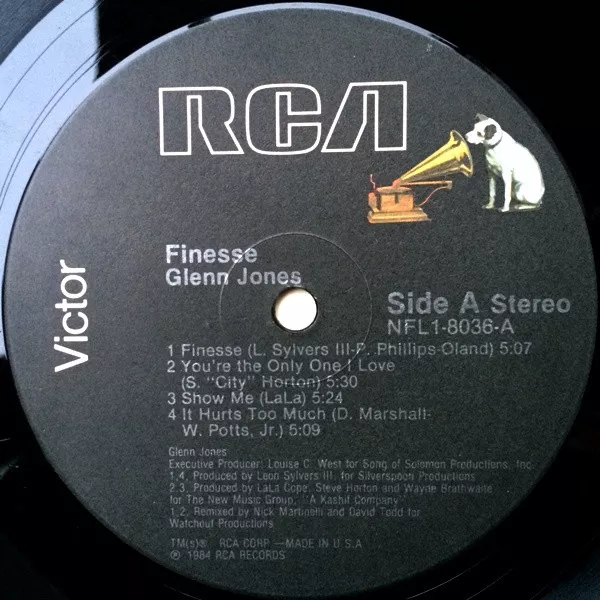 RCA
Victor
Finesse
Glenn Jones
Side A Stereo
NFL1-8036-A
1 Finesse (L. Sylvers III-P. Phillips-Oland) 5:07
2 You're the Only One I Love
(S. "City" Horton) 5:30
3 Show Me (LaLa) 5:24
4 It Hurts Too Much (D. Marshall-
W. Potts, Jr.) 5:09
Glenn Jones
Executive Producer: Louise C. West for Song of Solomon Productions, Inc.
1,4, Produced by Leon Sylvers III. for Silverspoon Productions
2,3, Produced by LaLa Cope, Steve Horton and Wayne Brathwaite
for The New Music Group, "A Kashif Company"
1,2, Remixed by Nick Martinelli and David Todd for
Watchout Productions
TM(s)® RCA CORP.—MADE IN U.S.A.
℗ 1984 RCA RECORDS